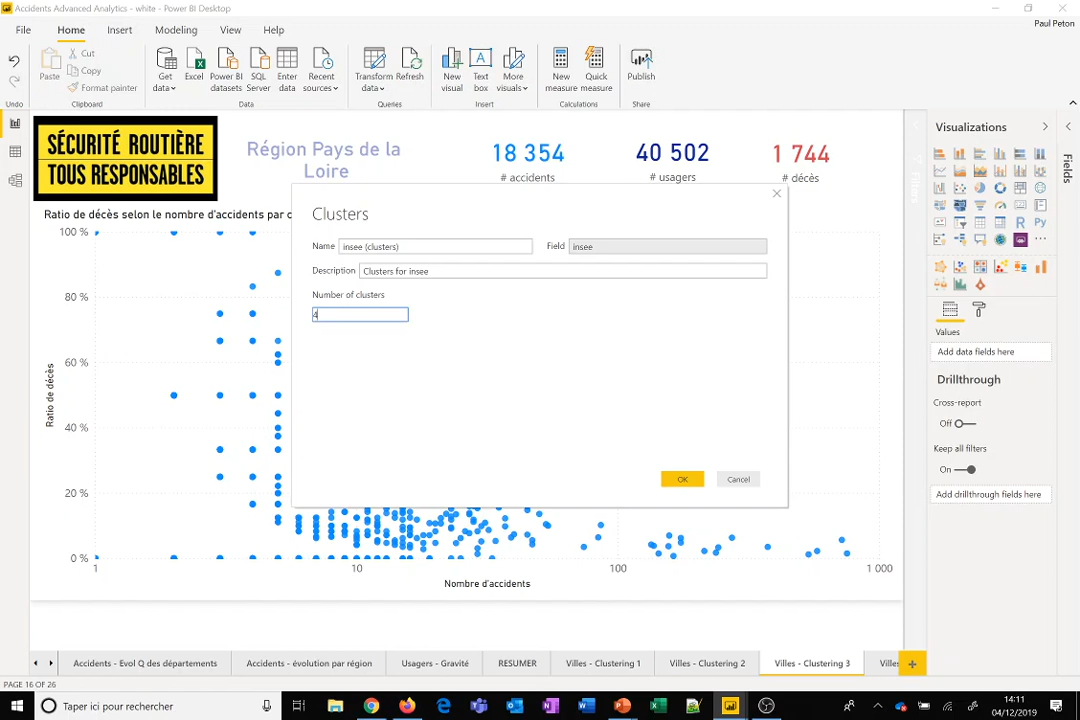 Accidents Advanced Analytics - white - Power BI Desktop
Paul Peton
File Home Insert Modeling View Help
Cut
Copy
Format painter
Paste
Get data
Excel
Power BI datasets
SQL Server
Enter data
Recent sources
Transform data
Refresh
New visual
Text box
More visuals
New measure
Quick measure
Publish
Undo Clipboard Data Queries Insert Calculations Share
SÉCURITÉ ROUTIÈRE
TOUS RESPONSABLES
Région Pays de la
Loire
18 354
# accidents
40 502
# usagers
1 744
# décès
Ratio de décès selon le nombre d'accidents par c
100 %
80 %
60 %
40 %
20 %
0 %
Ratio de décès
1 10 100 1 000
Nombre d'accidents
Clusters
Name insee (clusters) Field insee
Description Clusters for insee
Number of clusters
4
OK Cancel
Filters
Visualizations
Fields
R Py
Values
Add data fields here
Drillthrough
Cross-report
Off
Keep all filters
On
Add drillthrough fields here
Accidents - Evol Q des départements Accidents - évolution par région Usagers - Gravité RESUMER Villes - Clustering 1 Villes - Clustering 2 Villes - Clustering 3 Villes
PAGE 16 OF 26
Taper ici pour rechercher
14:11
04/12/2019